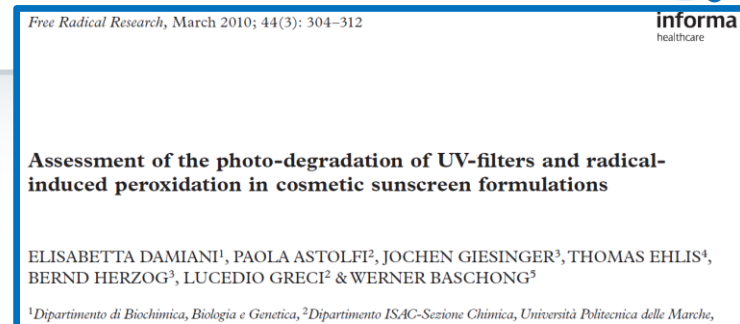 Free Radical Research, March 2010; 44(3): 304–312
informa
healthcare
Assessment of the photo-degradation of UV-filters and radical-
induced peroxidation in cosmetic sunscreen formulations
ELISABETTA DAMIANI¹, PAOLA ASTOLFI², JOCHEN GIESINGER³, THOMAS EHLIS⁴,
BERND HERZOG³, LUCEDIO GRECI² & WERNER BASCHONG⁵
¹Dipartimento di Biochimica, Biologia e Genetica, ²Dipartimento ISAC-Sezione Chimica, Università Politecnica delle Marche,